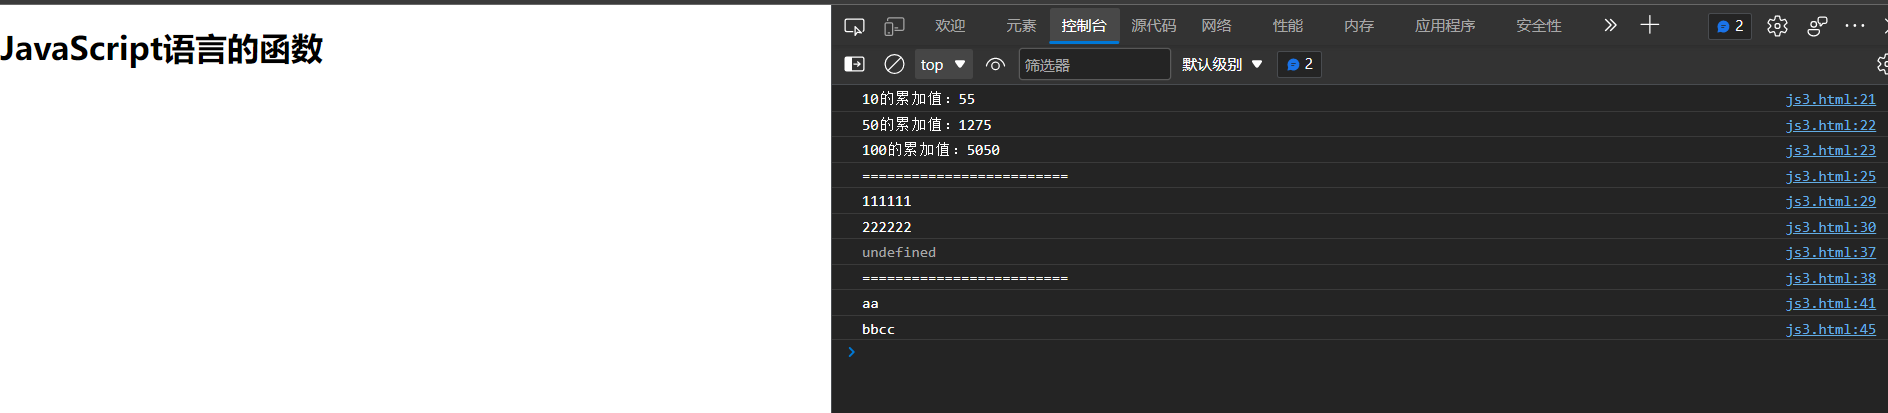 JavaScript语言的函数
欢迎 元素 控制台 源代码 网络 性能 内存 应用程序 安全性 2
top 筛选器 默认级别 2
10的累加值：55 js3.html:21
50的累加值：1275 js3.html:22
100的累加值：5050 js3.html:23
========================= js3.html:25
111111 js3.html:29
222222 js3.html:30
undefined js3.html:37
========================= js3.html:38
aa js3.html:41
bbcc js3.html:45